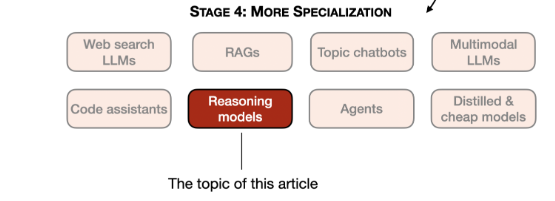 STAGE 4: MORE SPECIALIZATION
Web search
LLMs
RAGs
Topic chatbots
Multimodal
LLMs
Code assistants
Reasoning
models
Agents
Distilled &
cheap models
The topic of this article